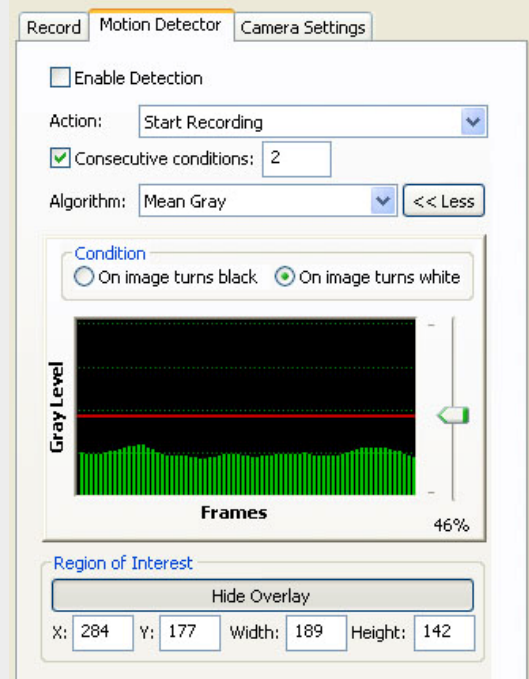 Record Motion Detector Camera Settings
Enable Detection
Action: Start Recording
Consecutive conditions: 2
Algorithm: Mean Gray << Less
Condition
On image turns black On image turns white
Gray Level
Frames
46%
Region of Interest
Hide Overlay
X: 284 Y: 177 Width: 189 Height: 142